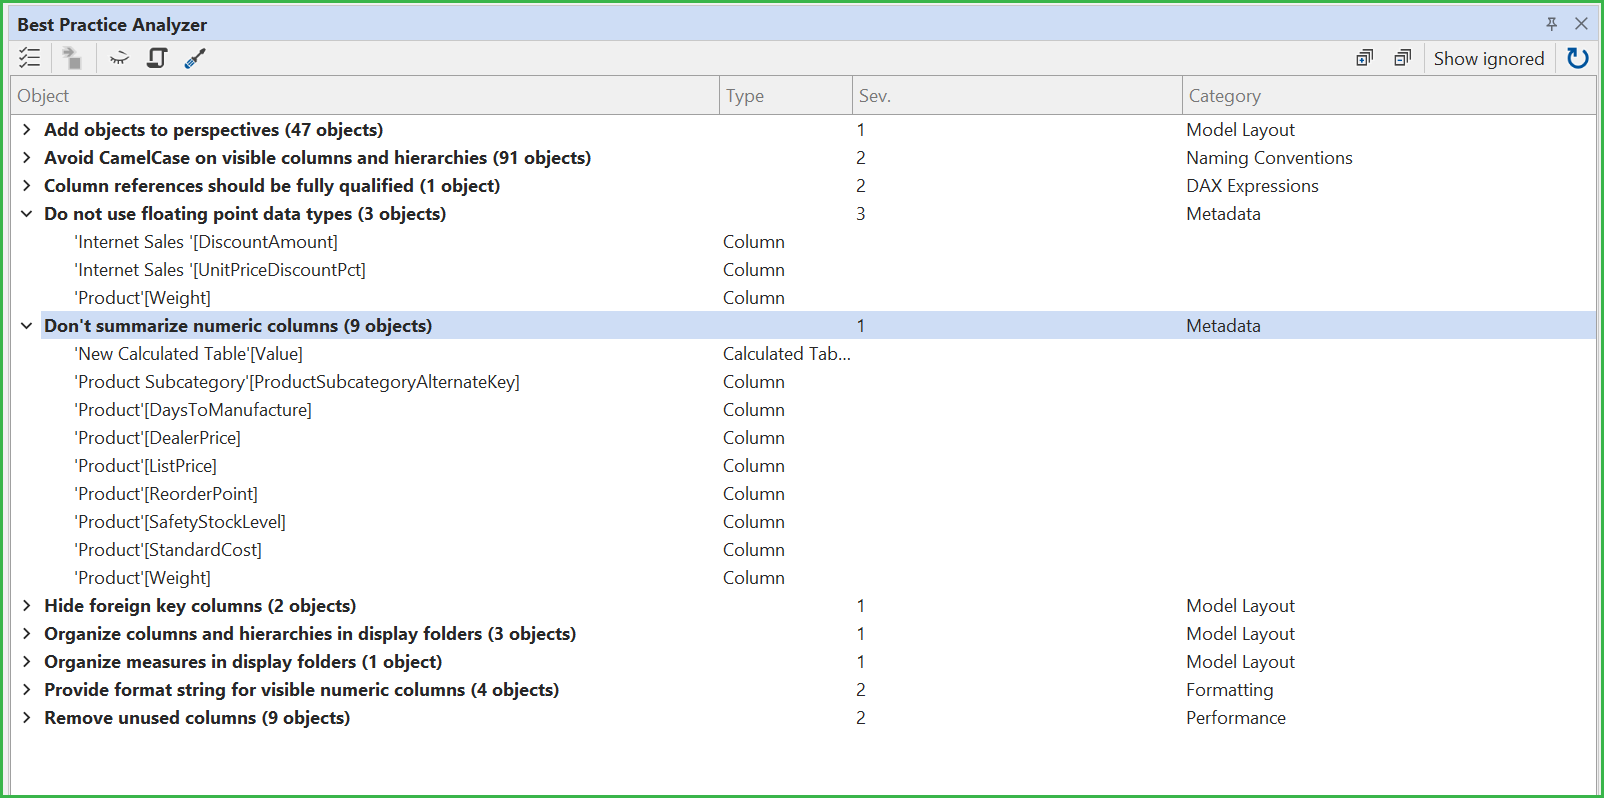 Best Practice Analyzer
Show ignored
Object Type Sev. Category
Add objects to perspectives (47 objects) 1 Model Layout
Avoid CamelCase on visible columns and hierarchies (91 objects) 2 Naming Conventions
Column references should be fully qualified (1 object) 2 DAX Expressions
Do not use floating point data types (3 objects) 3 Metadata
'Internet Sales '[DiscountAmount] Column
'Internet Sales '[UnitPriceDiscountPct] Column
'Product'[Weight] Column
Don't summarize numeric columns (9 objects) 1 Metadata
'New Calculated Table'[Value] Calculated Tab...
'Product Subcategory'[ProductSubcategoryAlternateKey] Column
'Product'[DaysToManufacture] Column
'Product'[DealerPrice] Column
'Product'[ListPrice] Column
'Product'[ReorderPoint] Column
'Product'[SafetyStockLevel] Column
'Product'[StandardCost] Column
'Product'[Weight] Column
Hide foreign key columns (2 objects) 1 Model Layout
Organize columns and hierarchies in display folders (3 objects) 1 Model Layout
Organize measures in display folders (1 object) 1 Model Layout
Provide format string for visible numeric columns (4 objects) 2 Formatting
Remove unused columns (9 objects) 2 Performance